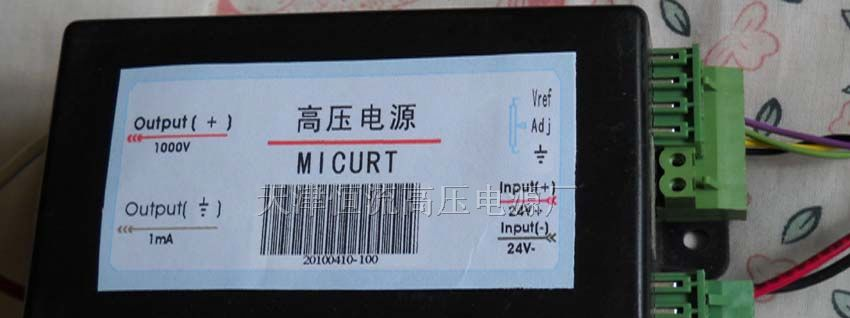 Output( + )
1000V
Output( ⏚ )
1mA
高压电源
MICURT
20100410-100
Vref
Adj
Input(+)
24V+
Input(-)
24V-
天津恒流高压电源厂